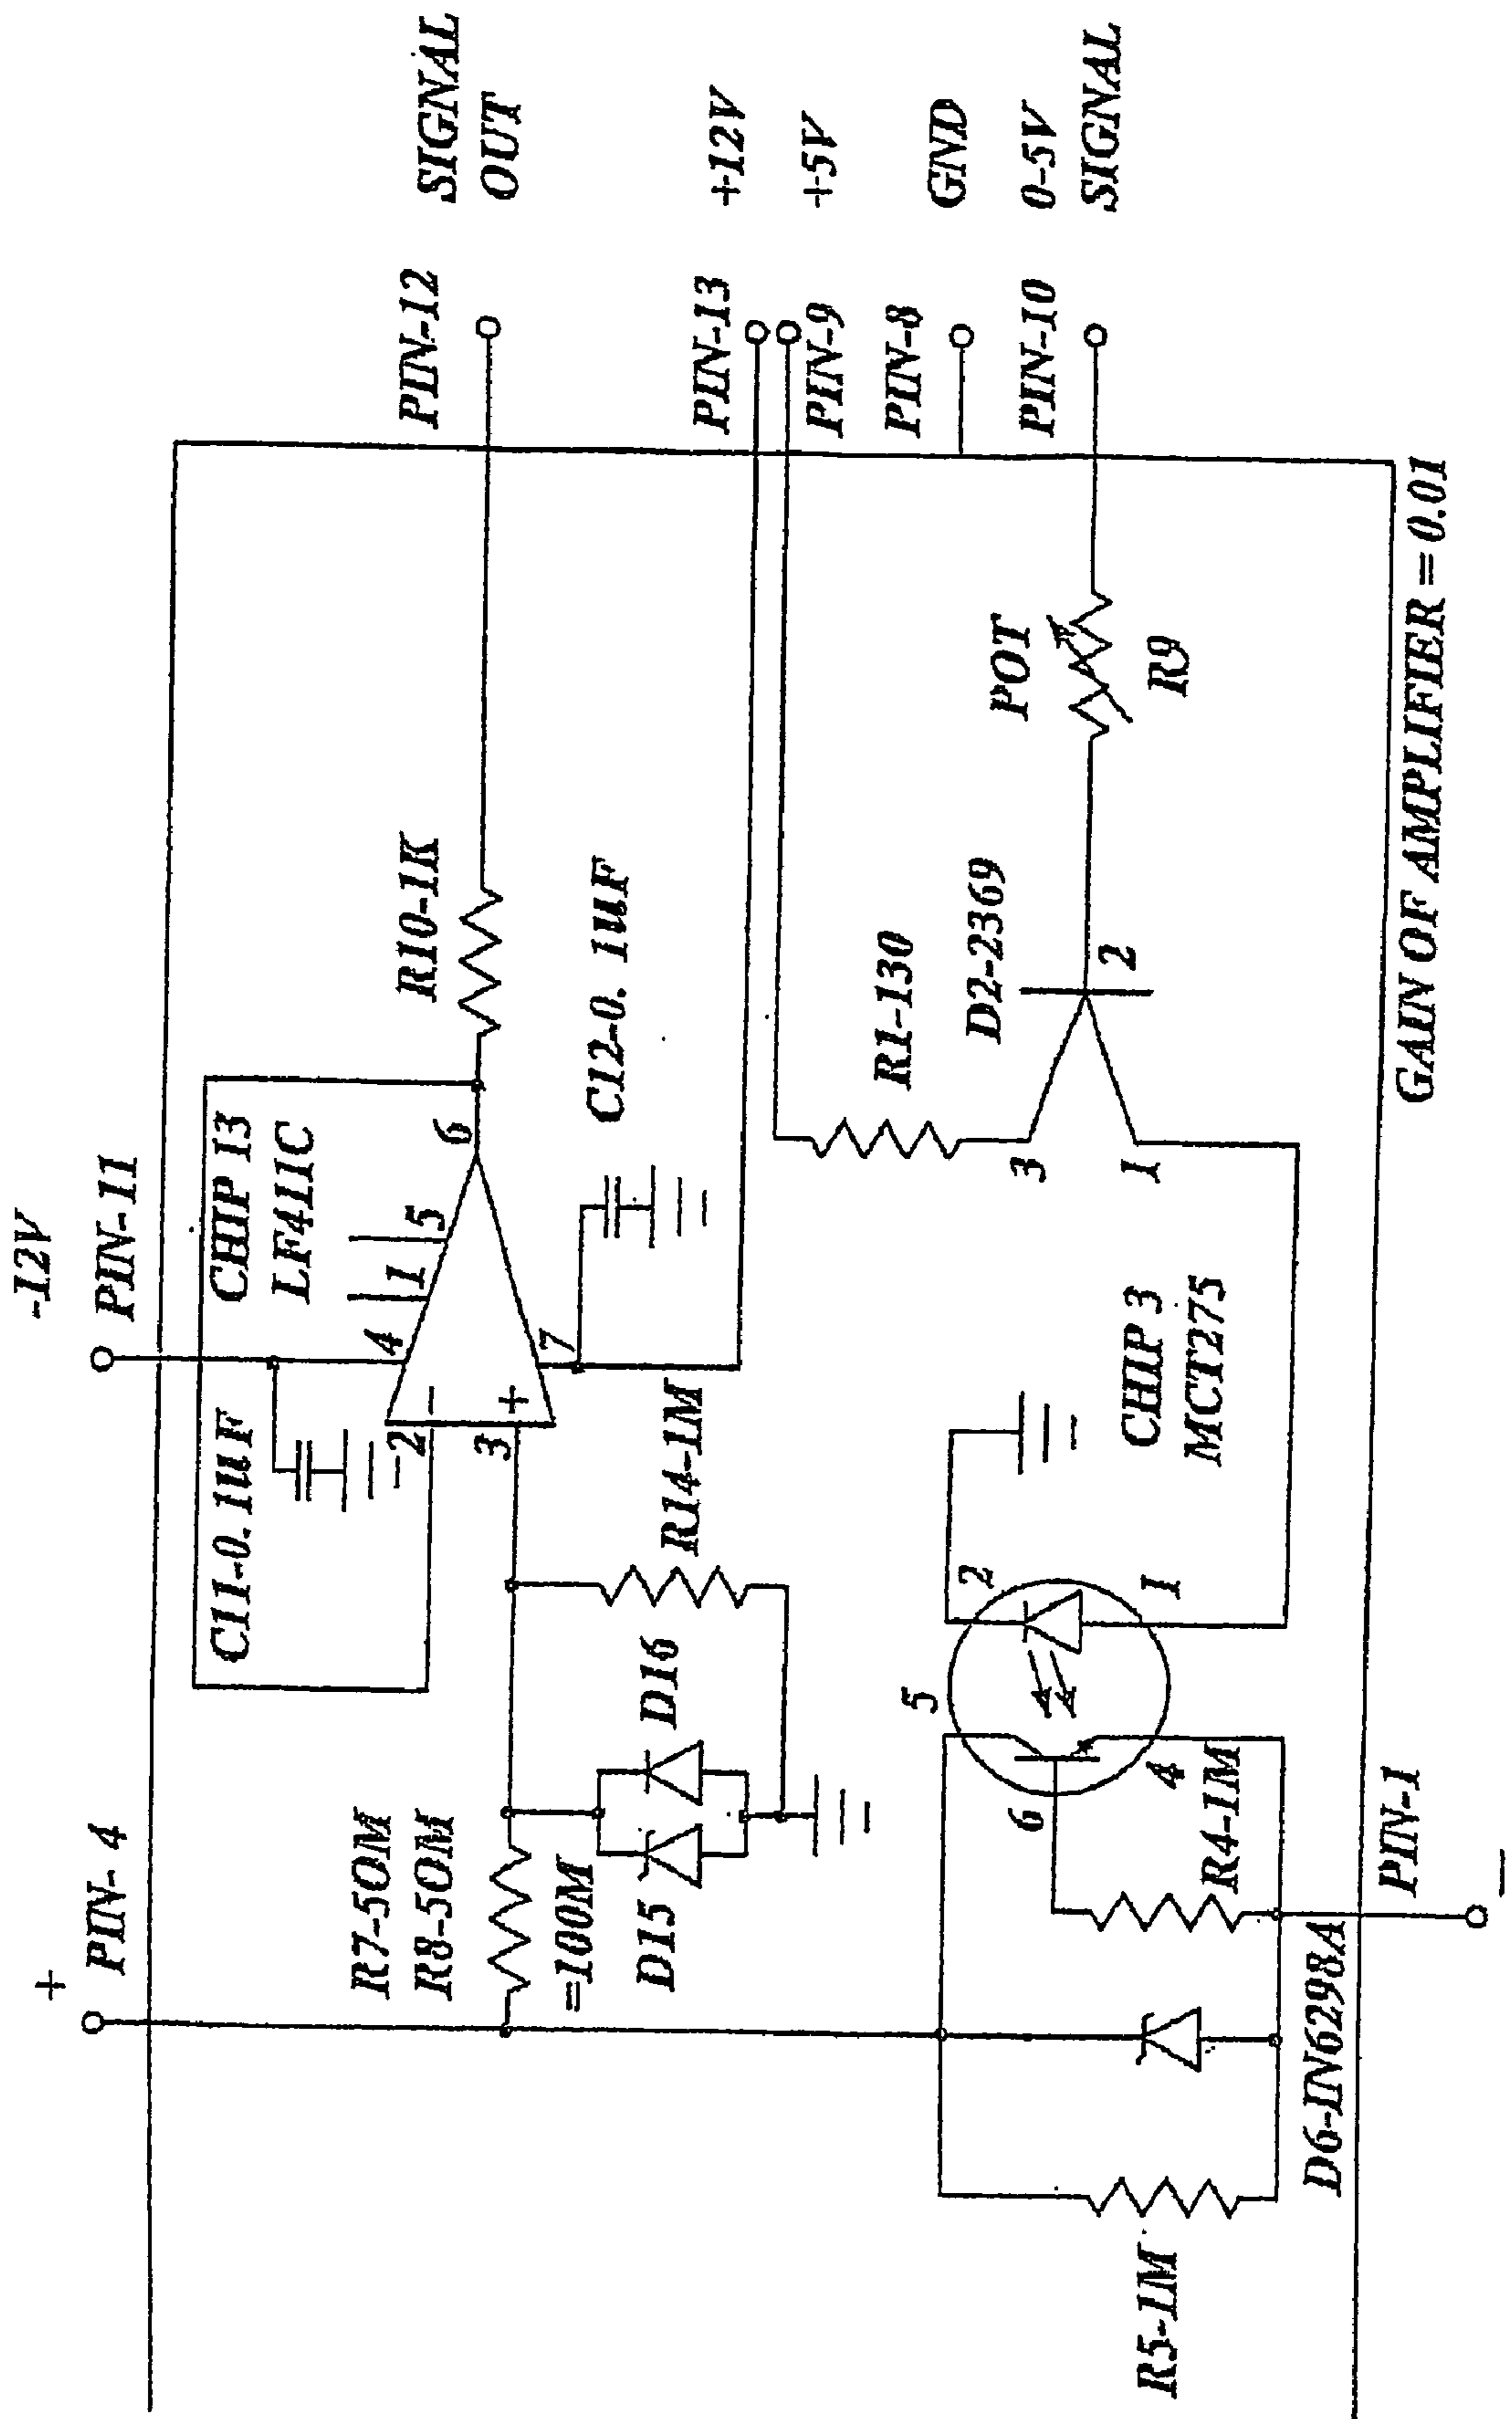 -12V
PIN-11
+
PIN- 4
C11-0. 1uF
CHIP 13
LF411C
R7-50M
R8-50M
=100M
2
3
-
+
4
1
5
6
7
R10-1K
PIN-12
SIGNAL
OUT
C12-0. 1uF
D15
D16
R14-1M
PIN-13
+12V
PIN-9
+5V
R1-130
PIN-8
GND
D2-2369
3
1
2
POT
R9
PIN-10
0-5V
SIGNAL
5
6
4
2
1
CHIP 3
MCT275
R5-1M
R4-1M
D6-IN6298A
PIN-1
-
GAIN OF AMPLIFIER = 0.01